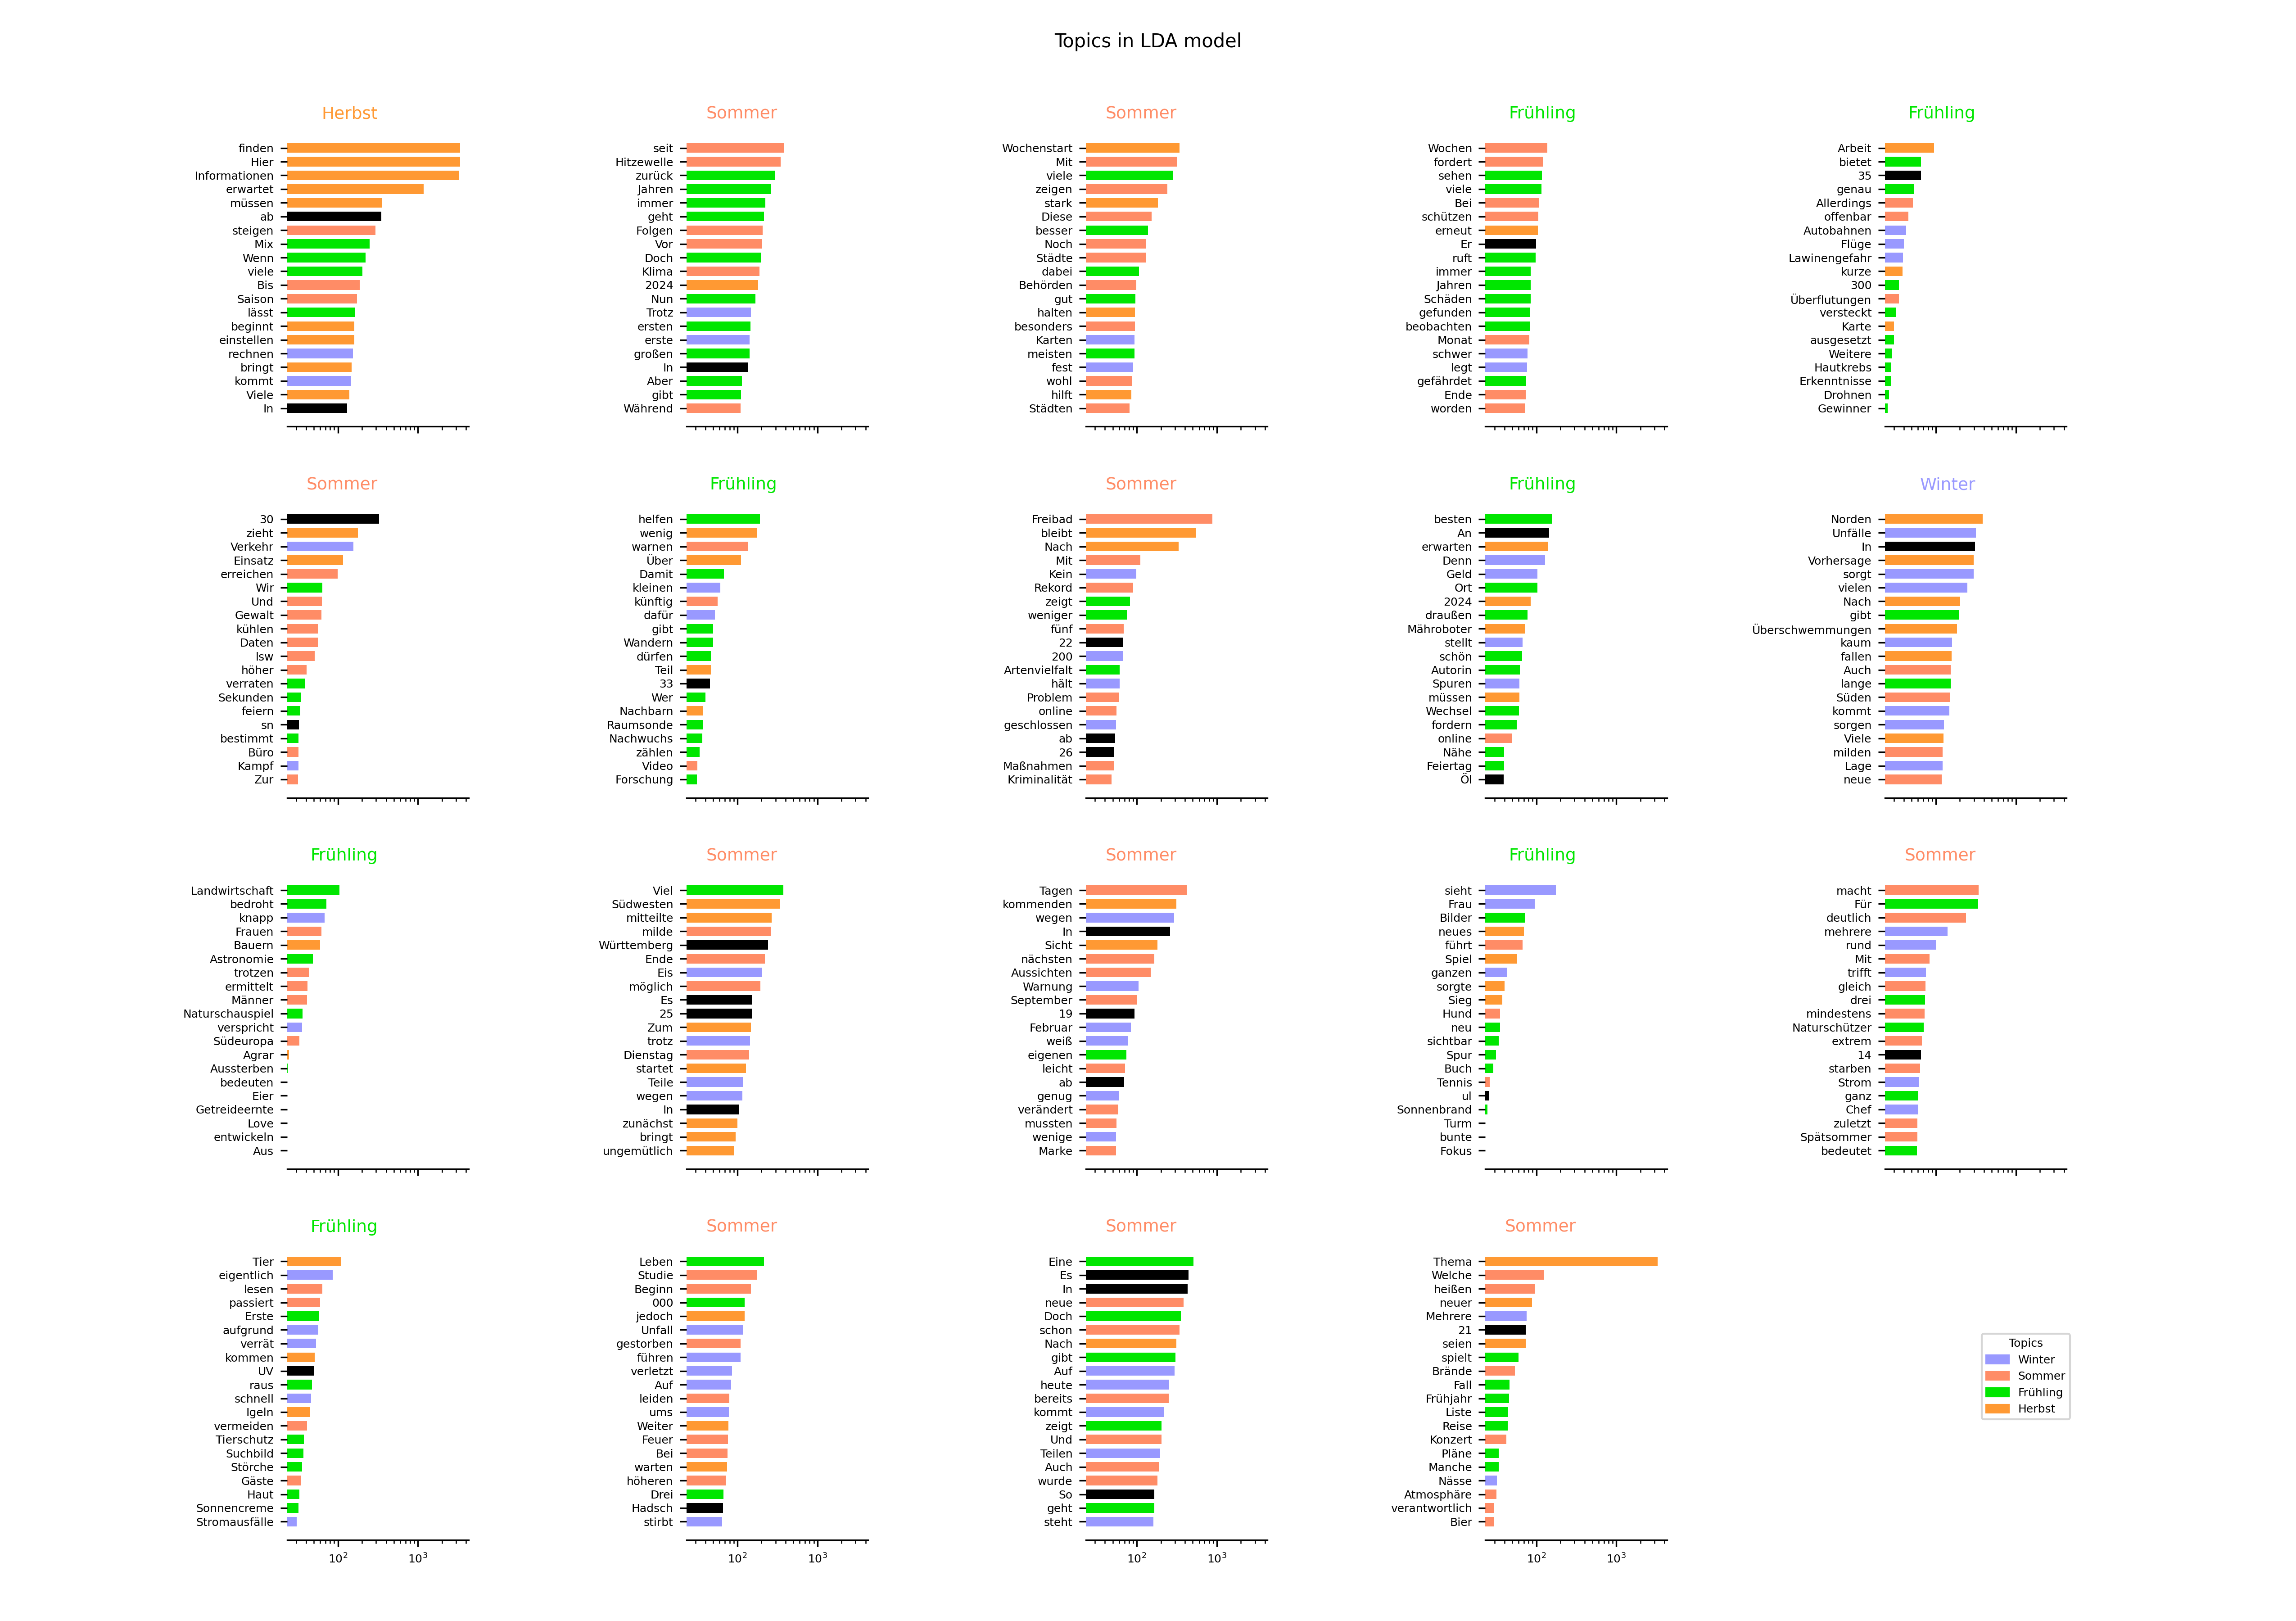 Topics in LDA model
Herbst
finden
Hier
Informationen
erwartet
müssen
ab
steigen
Mix
Wenn
viele
Bis
Saison
lässt
beginnt
einstellen
rechnen
bringt
kommt
Viele
In
Sommer
seit
Hitzewelle
zurück
Jahren
immer
geht
Folgen
Vor
Doch
Klima
2024
Nun
Trotz
ersten
erste
großen
In
Aber
gibt
Während
Sommer
Wochenstart
Mit
viele
zeigen
stark
Diese
besser
Noch
Städte
dabei
Behörden
gut
halten
besonders
Karten
meisten
fest
wohl
hilft
Städten
Frühling
Wochen
fordert
sehen
viele
Bei
schützen
erneut
Er
ruft
immer
Jahren
Schäden
gefunden
beobachten
Monat
schwer
legt
gefährdet
Ende
worden
Frühling
Arbeit
bietet
35
genau
Allerdings
offenbar
Autobahnen
Flüge
Lawinengefahr
kurze
300
Überflutungen
versteckt
Karte
ausgesetzt
Weitere
Hautkrebs
Erkenntnisse
Drohnen
Gewinner
Sommer
30
zieht
Verkehr
Einsatz
erreichen
Wir
Und
Gewalt
kühlen
Daten
lsw
höher
verraten
Sekunden
feiern
sn
bestimmt
Büro
Kampf
Zur
Frühling
helfen
wenig
warnen
Über
Damit
kleinen
künftig
dafür
gibt
Wandern
dürfen
Teil
33
Wer
Nachbarn
Raumsonde
Nachwuchs
zählen
Video
Forschung
Sommer
Freibad
bleibt
Nach
Mit
Kein
Rekord
zeigt
weniger
fünf
22
200
Artenvielfalt
hält
Problem
online
geschlossen
ab
26
Maßnahmen
Kriminalität
Frühling
besten
An
erwarten
Denn
Geld
Ort
2024
draußen
Mähroboter
stellt
schön
Autorin
Spuren
müssen
Wechsel
fordern
online
Nähe
Feiertag
Öl
Winter
Norden
Unfälle
In
Vorhersage
sorgt
vielen
Nach
gibt
Überschwemmungen
kaum
fallen
Auch
lange
Süden
kommt
sorgen
Viele
milden
Lage
neue
Frühling
Landwirtschaft
bedroht
knapp
Frauen
Bauern
Astronomie
trotzen
ermittelt
Männer
Naturschauspiel
verspricht
Südeuropa
Agrar
Aussterben
bedeuten
Eier
Getreideernte
Love
entwickeln
Aus
Sommer
Viel
Südwesten
mitteilte
milde
Württemberg
Ende
Eis
möglich
Es
25
Zum
trotz
Dienstag
startet
Teile
wegen
In
zunächst
bringt
ungemütlich
Sommer
Tagen
kommenden
wegen
In
Sicht
nächsten
Aussichten
Warnung
September
19
Februar
weiß
eigenen
leicht
ab
genug
verändert
mussten
wenige
Marke
Frühling
sieht
Frau
Bilder
neues
führt
Spiel
ganzen
sorgte
Sieg
Hund
neu
sichtbar
Spur
Buch
Tennis
ul
Sonnenbrand
Turm
bunte
Fokus
Sommer
macht
Für
deutlich
mehrere
rund
Mit
trifft
gleich
drei
mindestens
Naturschützer
extrem
14
starben
Strom
ganz
Chef
zuletzt
Spätsommer
bedeutet
Frühling
Tier
eigentlich
lesen
passiert
Erste
aufgrund
verrät
kommen
UV
raus
schnell
Igeln
vermeiden
Tierschutz
Suchbild
Störche
Gäste
Haut
Sonnencreme
Stromausfälle
10² 10³
Sommer
Leben
Studie
Beginn
000
jedoch
Unfall
gestorben
führen
verletzt
Auf
leiden
ums
Weiter
Feuer
Bei
warten
höheren
Drei
Hadsch
stirbt
10² 10³
Sommer
Eine
Es
In
neue
Doch
schon
Nach
gibt
Auf
heute
bereits
kommt
zeigt
Und
Teilen
Auch
wurde
So
geht
steht
10² 10³
Sommer
Thema
Welche
heißen
neuer
Mehrere
21
seien
spielt
Brände
Fall
Frühjahr
Liste
Reise
Konzert
Pläne
Manche
Nässe
Atmosphäre
verantwortlich
Bier
10² 10³
Topics
Winter
Sommer
Frühling
Herbst